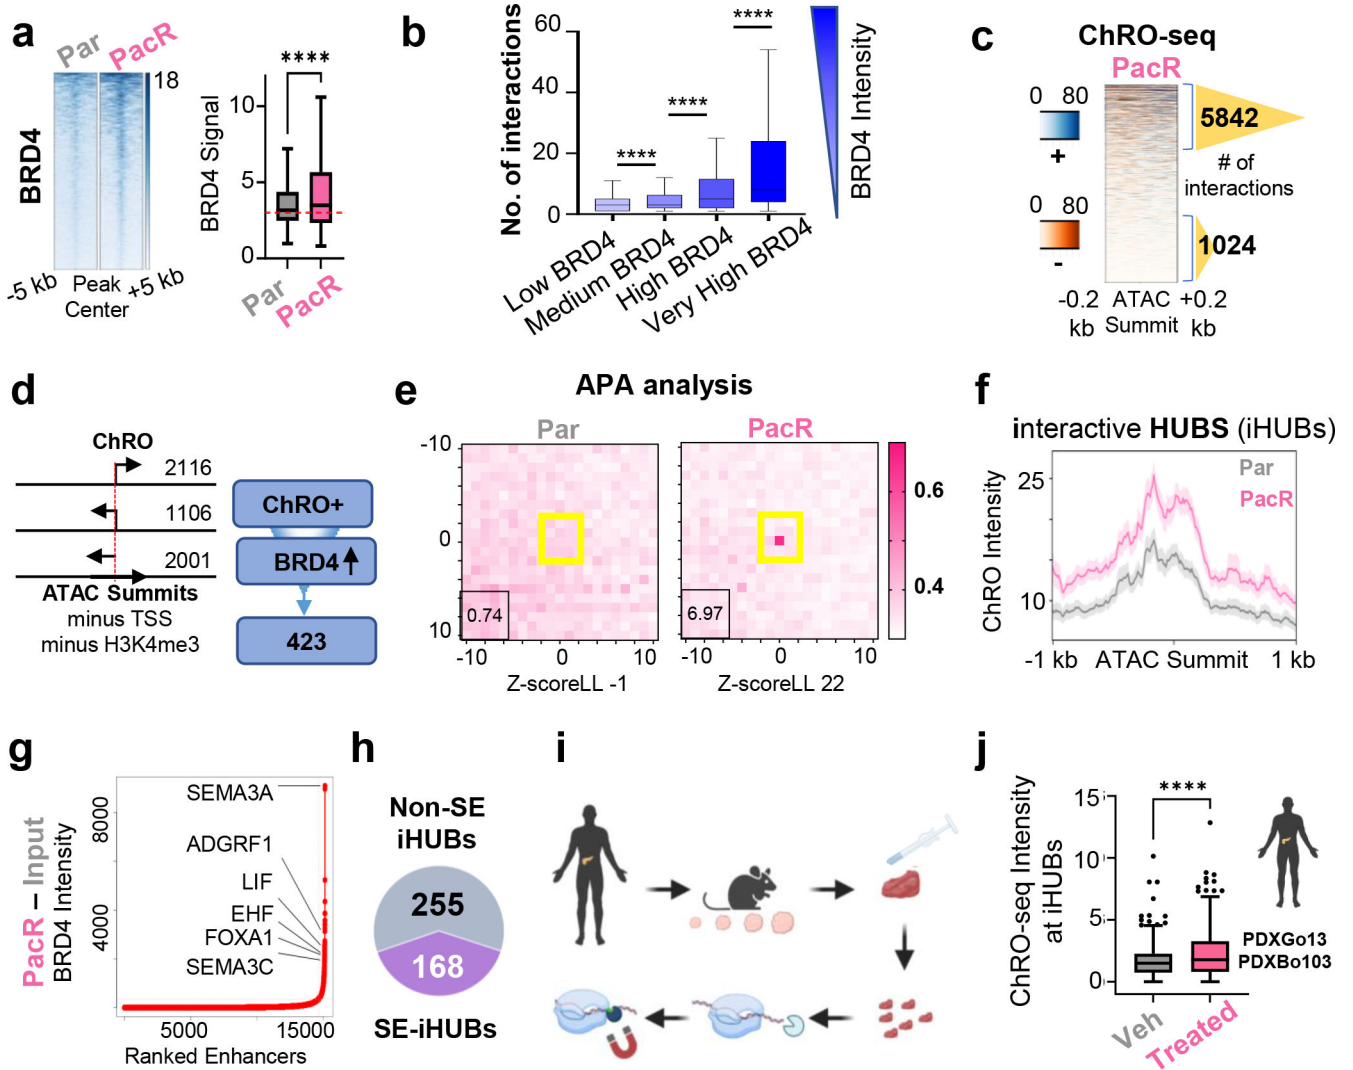 a
Par PacR
BRD4
18
-5 kb Peak +5 kb
Center
BRD4 Signal
10
5
0
****
Par
PacR
b
No. of interactions
60
40
20
0
****
****
****
Low BRD4
Medium BRD4
High BRD4
Very High BRD4
BRD4 Intensity
c
ChRO-seq
PacR
0 80
+
0 80
-
5842
# of
interactions
1024
-0.2 ATAC +0.2
kb Summit kb
d
ChRO
2116
1106
2001
ATAC Summits
minus TSS
minus H3K4me3
ChRO+
BRD4
423
e
APA analysis
Par
PacR
-10
0
10
0.74
6.97
-10 0 10
-10 0 10
Z-scoreLL -1
Z-scoreLL 22
0.6
0.4
f
interactive HUBS (iHUBs)
Par
PacR
ChRO Intensity
25
10
-1 kb ATAC Summit 1 kb
g
PacR – Input
BRD4 Intensity
8000
4000
SEMA3A
ADGRF1
LIF
EHF
FOXA1
SEMA3C
5000 15000
Ranked Enhancers
h
Non-SE
iHUBs
255
168
SE-iHUBs
i
j
ChRO-seq Intensity
at iHUBs
15
10
5
0
****
PDXGo13
PDXBo103
Veh
Treated